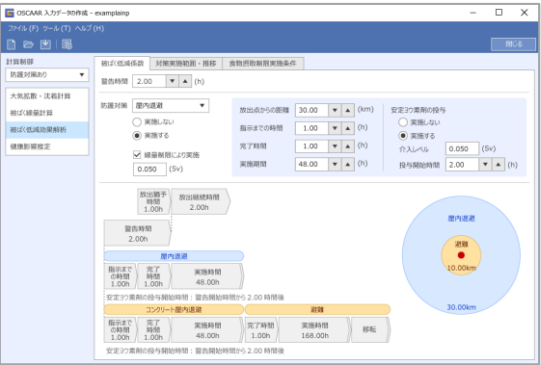 OSCAAR 入力データの作成 - exampleinp
ファイル (F) ツール (T) ヘルプ (H)
閉じる
計算制御
防護対策あり
大気拡散・沈着計算
被ばく線量計算
被ばく低減効果解析
健康影響推定
被ばく低減係数 対策実施範囲・推移 食物摂取制限実施条件
警告時間 2.00 (h)
防護対策 屋内退避
実施しない
実施する
線量制限により実施
0.050 (Sv)
放出点からの距離 30.00 (km)
指示までの時間 1.00 (h)
完了時間 1.00 (h)
実施期間 48.00 (h)
安定ヨウ素剤の投与
実施しない
実施する
介入レベル 0.050 (Sv)
投与開始時間 2.00 (h)
放出猶予
時間
1.00h
放出継続時間
2.00h
警告時間
2.00h
屋内退避
指示まで
の時間
1.00h
完了
時間
1.00h
実施時間
48.00h
安定ヨウ素剤の投与開始時間：警告開始時間から 2.00 時間後
コンクリート屋内退避 避難
指示まで
の時間
1.00h
完了
時間
1.00h
実施時間
48.00h
完了時間
1.00h
実施時間
168.00h
移転
安定ヨウ素剤の投与開始時間：警告開始時間から 2.00 時間後
屋内退避
避難
10.00km
30.00km